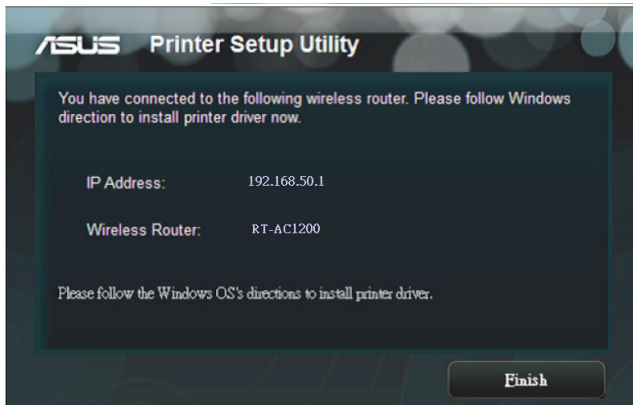 ASUS Printer Setup Utility
You have connected to the following wireless router. Please follow Windows
direction to install printer driver now.
IP Address: 192.168.50.1
Wireless Router: RT-AC1200
Please follow the Windows OS's directions to install printer driver.
Finish